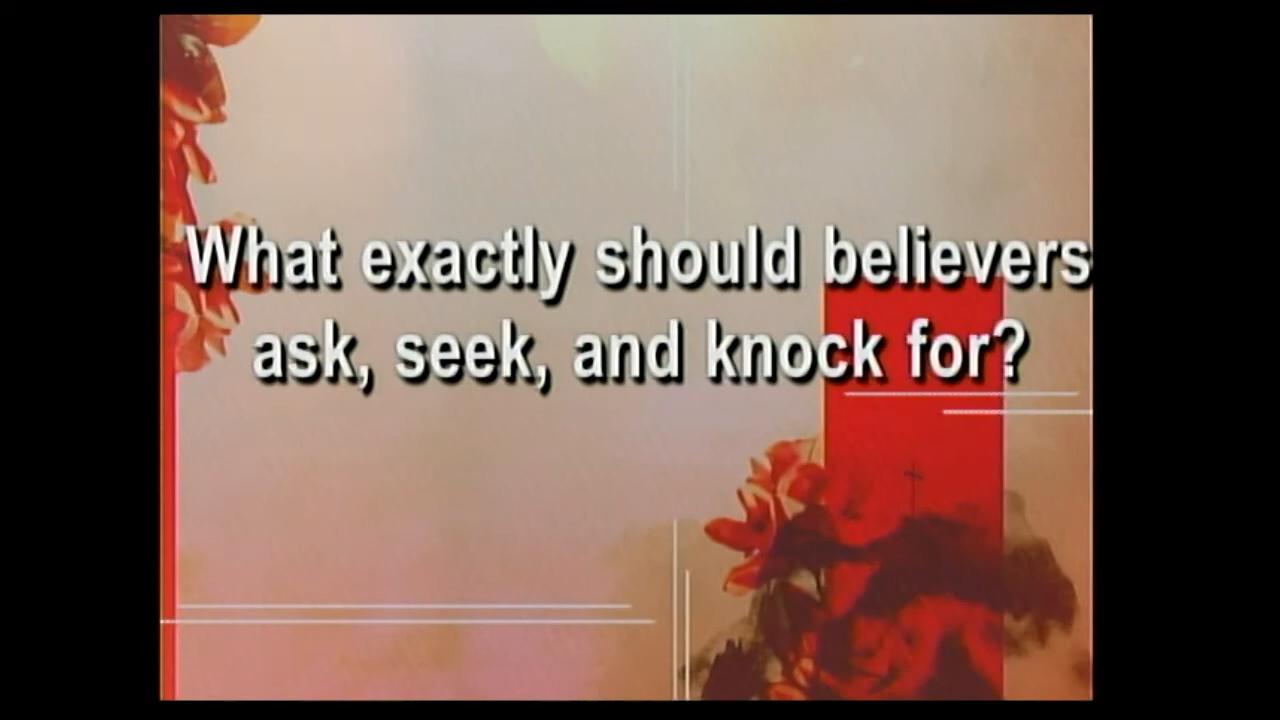 What exactly should believers
ask, seek, and knock for?